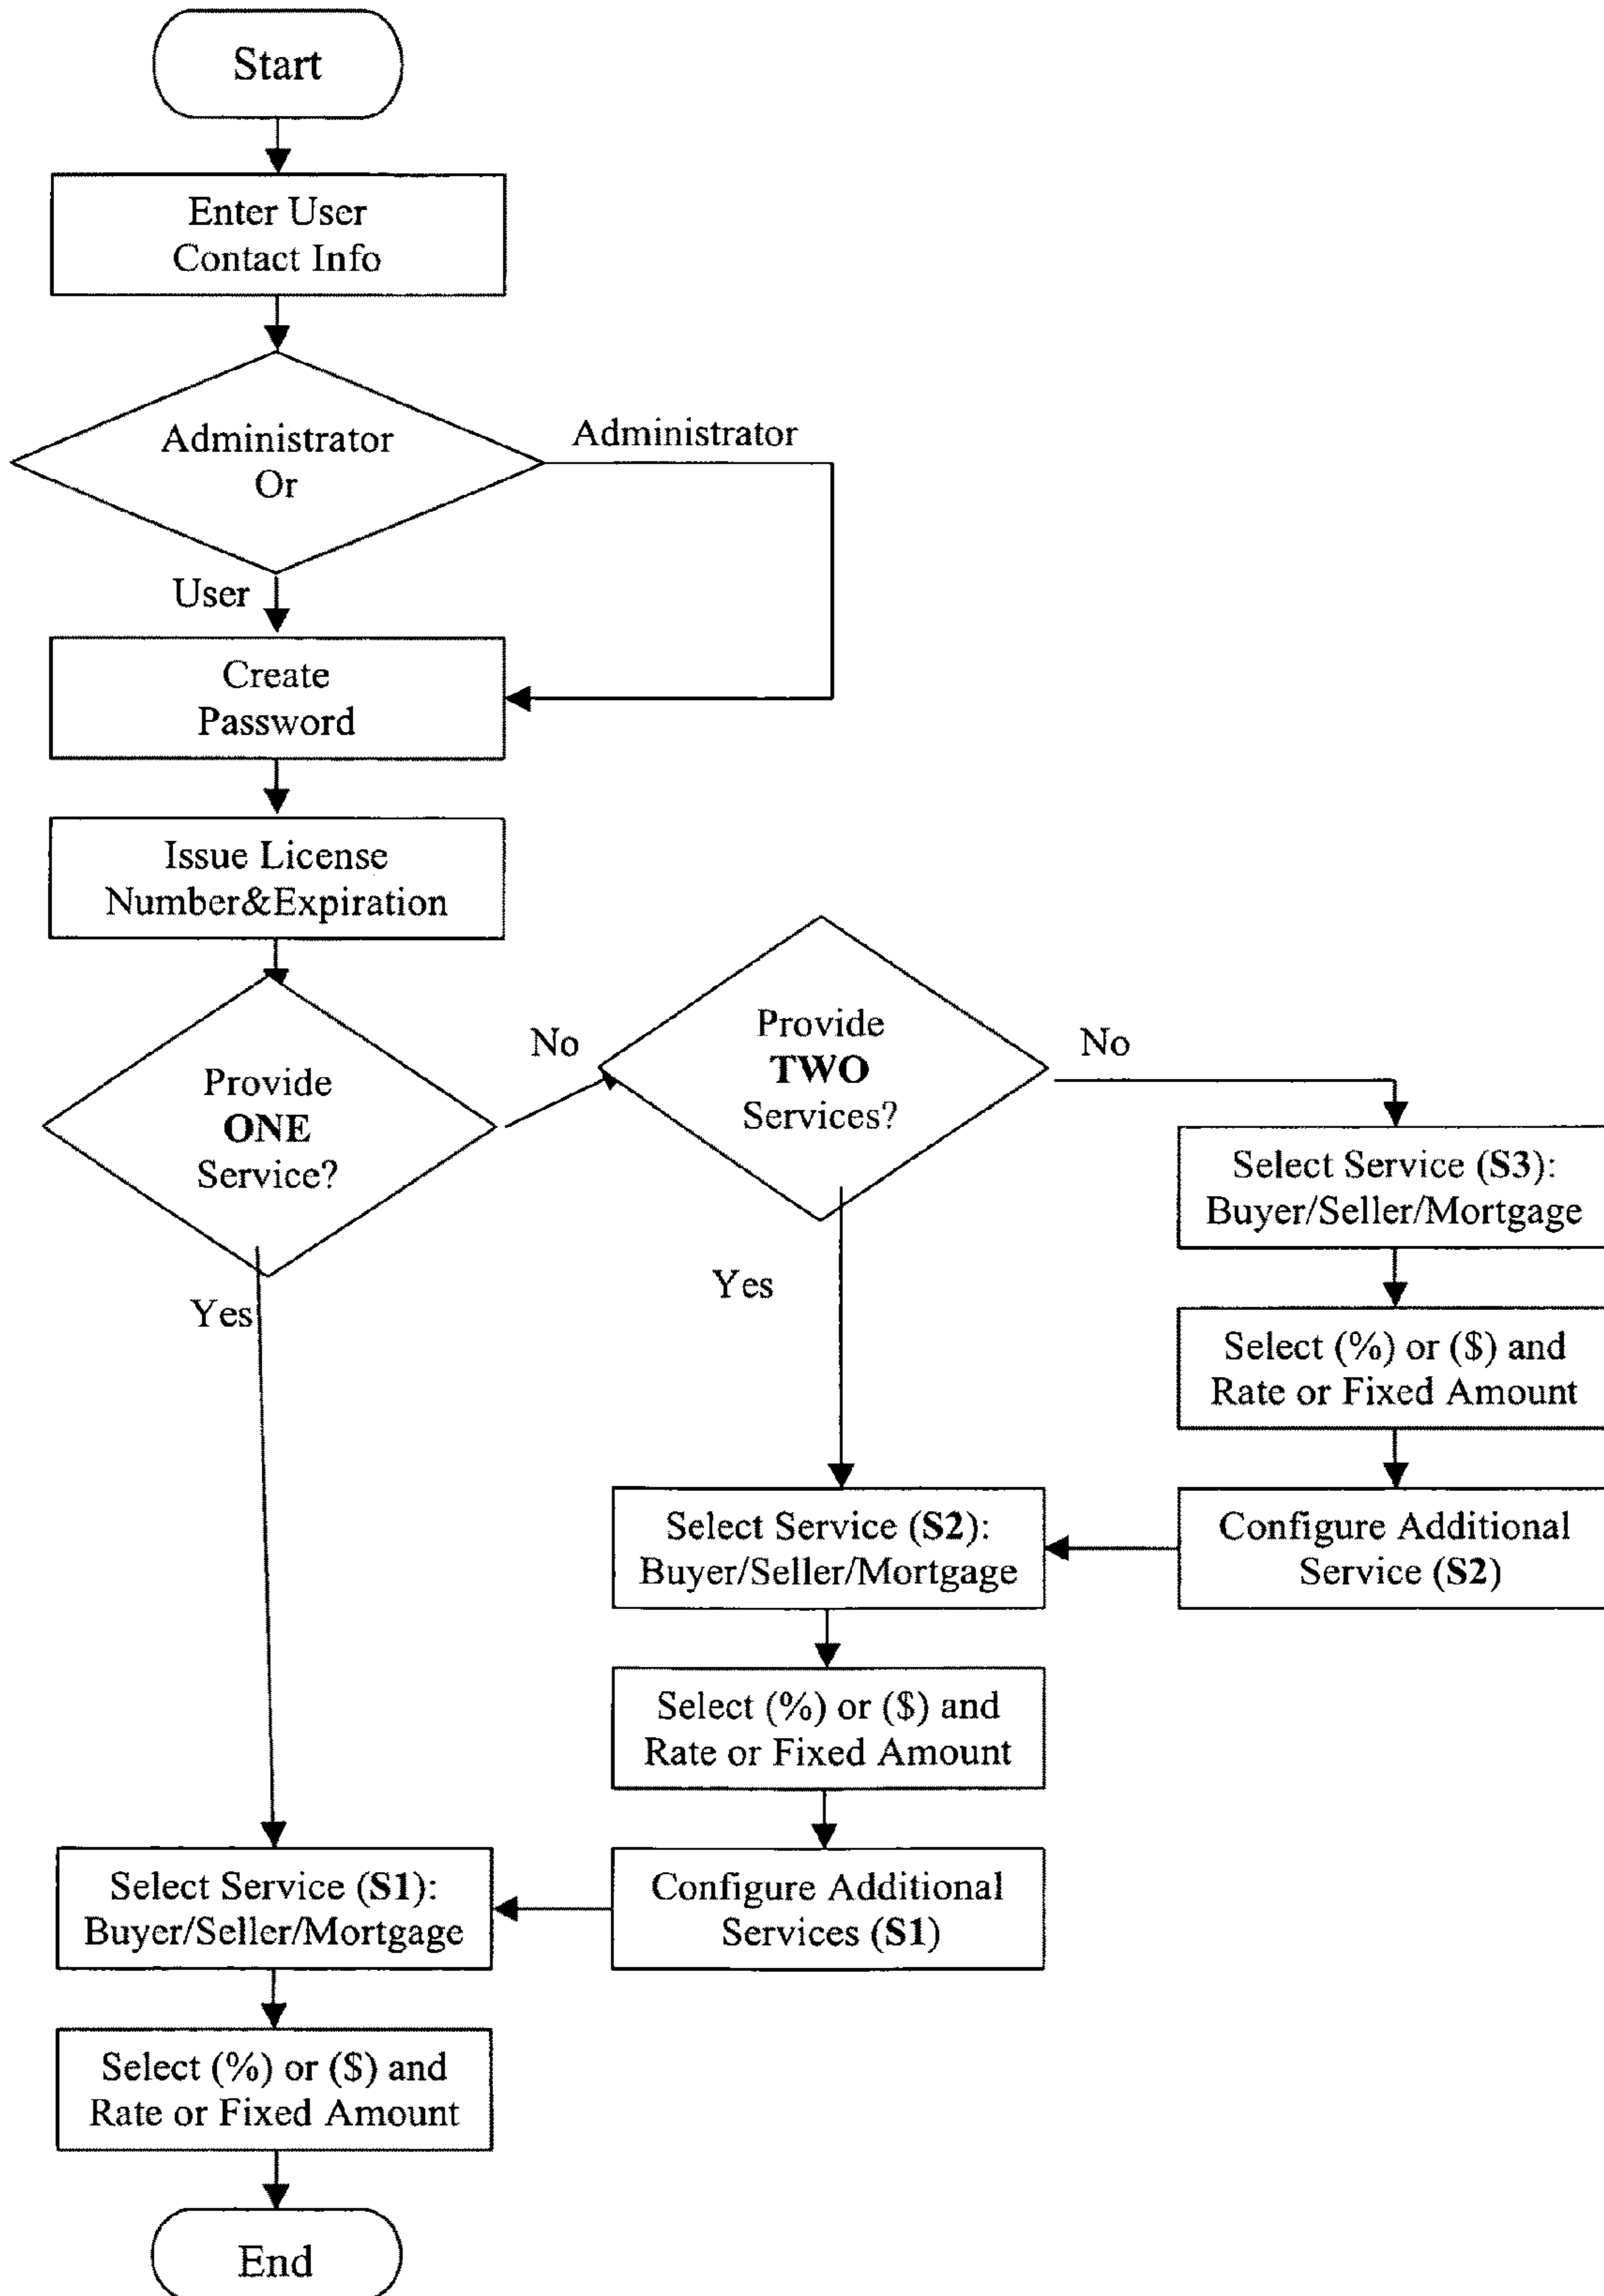 Start
Enter User
Contact Info
Administrator
Or
Administrator
User
Create
Password
Issue License
Number&Expiration
Provide
ONE
Service?
No
Provide
TWO
Services?
No
Yes
Yes
Select Service (S3):
Buyer/Seller/Mortgage
Select (%) or ($) and
Rate or Fixed Amount
Configure Additional
Service (S2)
Select Service (S2):
Buyer/Seller/Mortgage
Select (%) or ($) and
Rate or Fixed Amount
Configure Additional
Services (S1)
Select Service (S1):
Buyer/Seller/Mortgage
Select (%) or ($) and
Rate or Fixed Amount
End